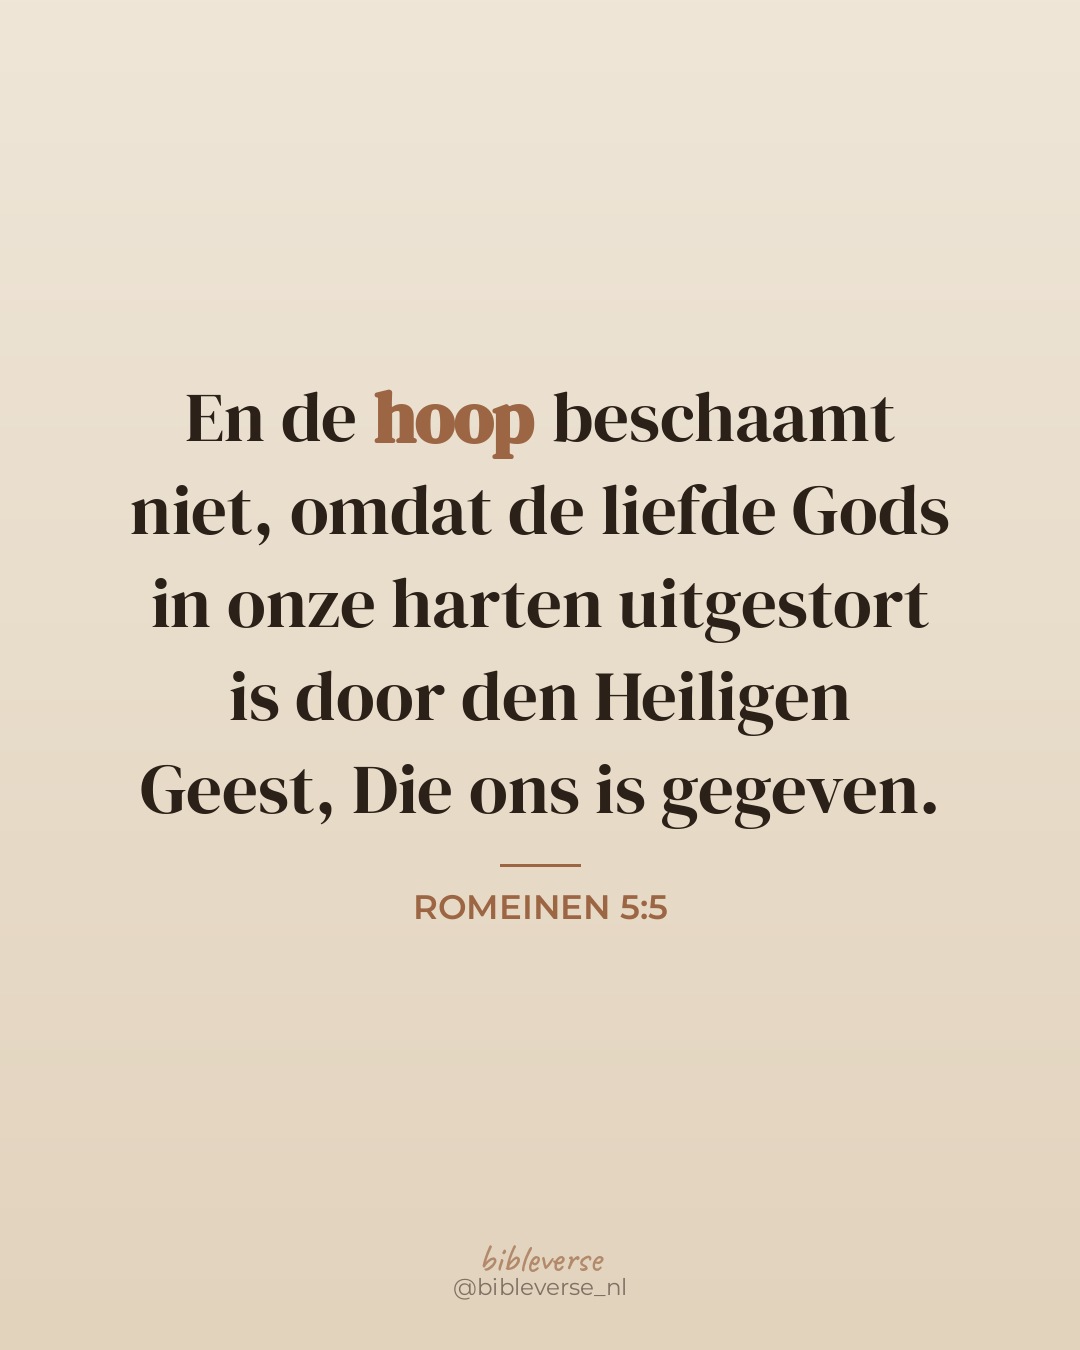 En de hoop beschaamt
niet, omdat de liefde Gods
in onze harten uitgestort
is door den Heiligen
Geest, Die ons is gegeven.
ROMEINEN 5:5
bibleverse
@bibleverse_nl